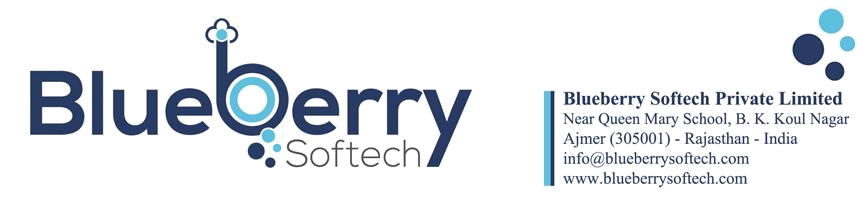 Blueberry
Softech
Blueberry Softech Private Limited
Near Queen Mary School, B. K. Koul Nagar
Ajmer (305001) - Rajasthan - India
info@blueberrysoftech.com
www.blueberrysoftech.com